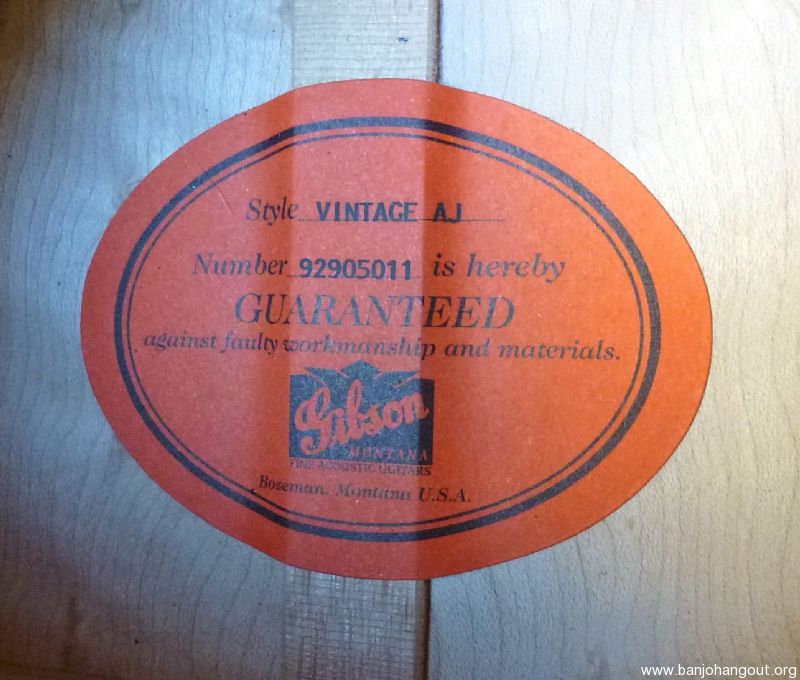 Style VINTAGE AJ
Number 92905011 is hereby
GUARANTEED
against faulty workmanship and materials.
Gibson
MONTANA
FINE ACOUSTIC GUITARS
Bozeman, Montana U.S.A.
www.banjohangout.org